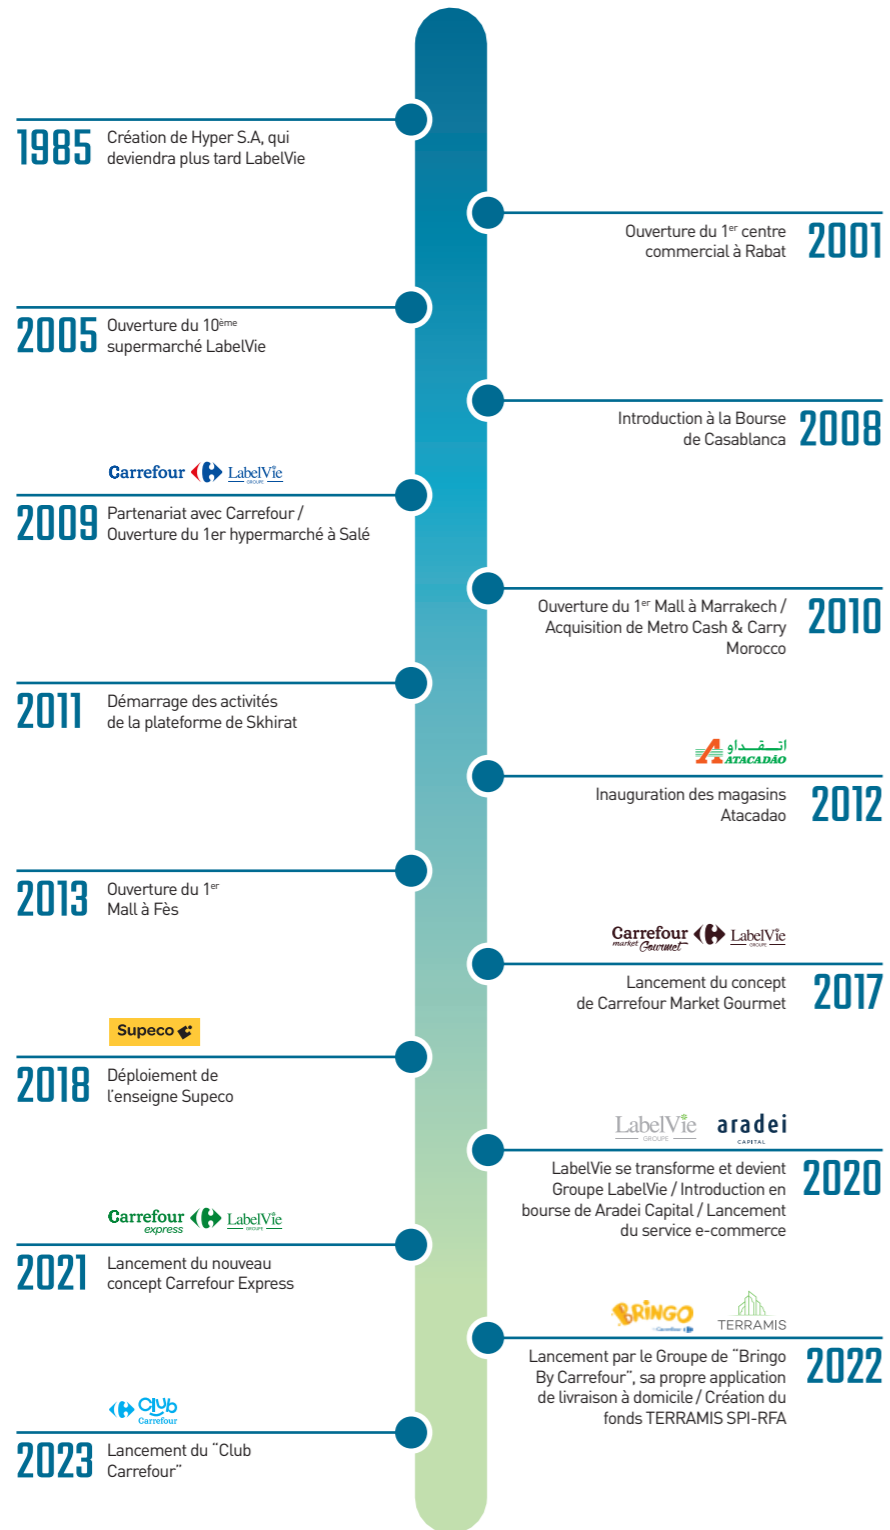 1985
Création de Hyper S.A, qui
deviendra plus tard LabelVie
Ouverture du 1er centre
commercial à Rabat
2001
2005
Ouverture du 10ème
supermarché LabelVie
Introduction à la Bourse
de Casablanca
2008
Carrefour LabelVie
GROUPE
2009
Partenariat avec Carrefour /
Ouverture du 1er hypermarché à Salé
Ouverture du 1er Mall à Marrakech /
Acquisition de Metro Cash & Carry
Morocco
2010
2011
Démarrage des activités
de la plateforme de Skhirat
اتـقـداو
ATACADÃO
Inauguration des magasins
Atacadao
2012
2013
Ouverture du 1er
Mall à Fès
Carrefour LabelVie
market Gourmet GROUPE
Lancement du concept
de Carrefour Market Gourmet
2017
Supeco
2018
Déploiement de
l'enseigne Supeco
LabelVie aradei
GROUPE CAPITAL
LabelVie se transforme et devient
Groupe LabelVie / Introduction en
bourse de Aradei Capital / Lancement
du service e-commerce
2020
Carrefour LabelVie
express GROUPE
2021
Lancement du nouveau
concept Carrefour Express
BRINGO
by Carrefour
TERRAMIS
Lancement par le Groupe de "Bringo
By Carrefour", sa propre application
de livraison à domicile / Création du
fonds TERRAMIS SPI-RFA
2022
Club
Carrefour
2023
Lancement du "Club
Carrefour"